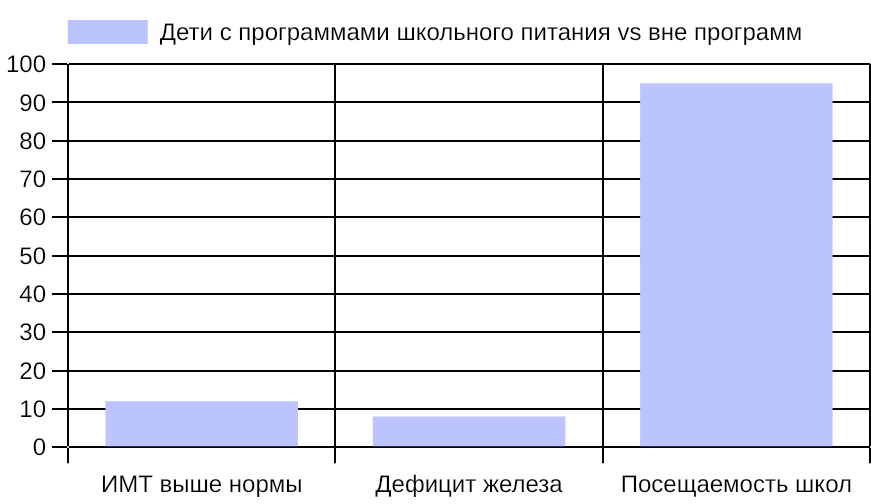 Дети с программами школьного питания vs вне программ
100
90
80
70
60
50
40
30
20
10
0
ИМТ выше нормы
Дефицит железа
Посещаемость школ